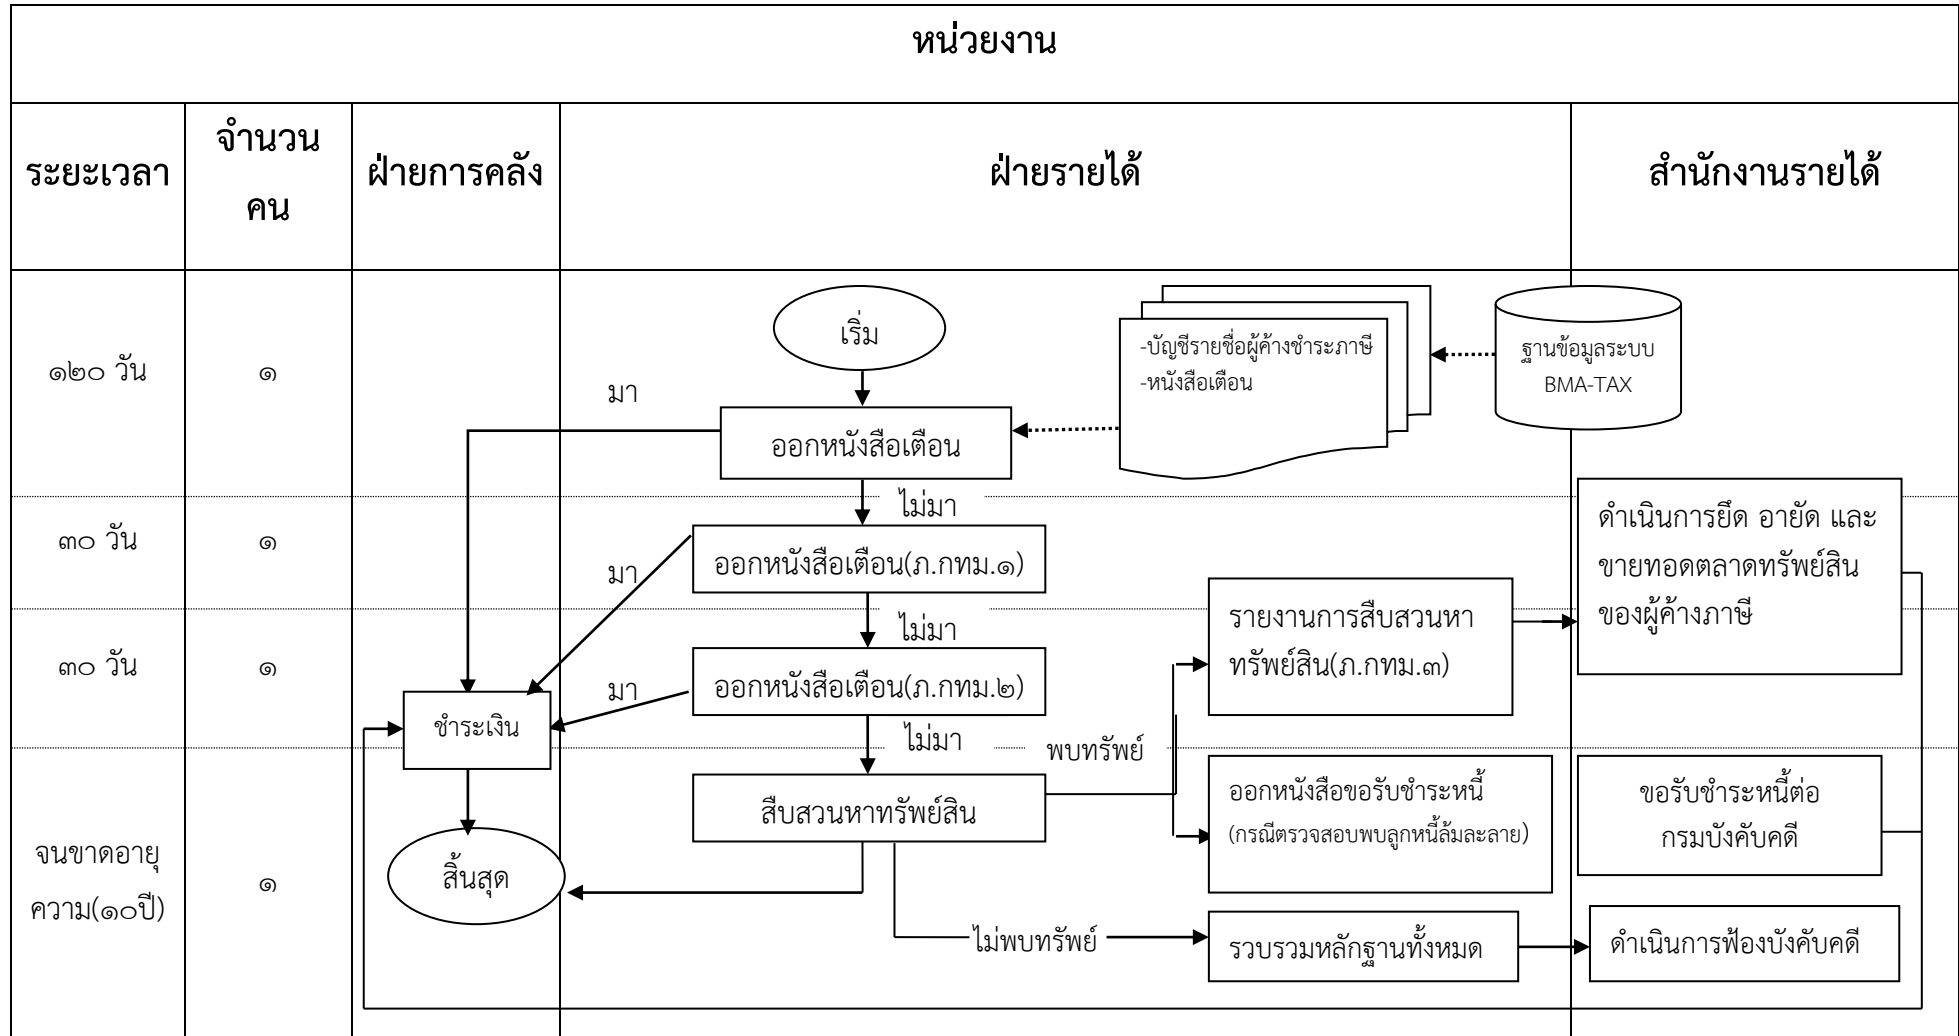 หน่วยงาน
ระยะเวลา
จำนวน
คน
ฝ่ายการคลัง
ฝ่ายรายได้
สำนักงานรายได้
๑๒๐ วัน
๑
เริ่ม
-บัญชีรายชื่อผู้ค้างชำระภาษี
-หนังสือเตือน
ฐานข้อมูลระบบ
BMA-TAX
มา
ออกหนังสือเตือน
ไม่มา
๓๐ วัน
๑
มา
ออกหนังสือเตือน(ภ.กทม.๑)
ดำเนินการยึด อายัด และ
ขายทอดตลาดทรัพย์สิน
ของผู้ค้างภาษี
ไม่มา
๓๐ วัน
๑
มา
ออกหนังสือเตือน(ภ.กทม.๒)
รายงานการสืบสวนหา
ทรัพย์สิน(ภ.กทม.๓)
ชำระเงิน
ไม่มา
พบทรัพย์
จนขาดอายุ
ความ(๑๐ปี)
๑
สืบสวนหาทรัพย์สิน
ออกหนังสือขอรับชำระหนี้
(กรณีตรวจสอบพบลูกหนี้ล้มละลาย)
ขอรับชำระหนี้ต่อ
กรมบังคับคดี
สิ้นสุด
ไม่พบทรัพย์
รวบรวมหลักฐานทั้งหมด
ดำเนินการฟ้องบังคับคดี